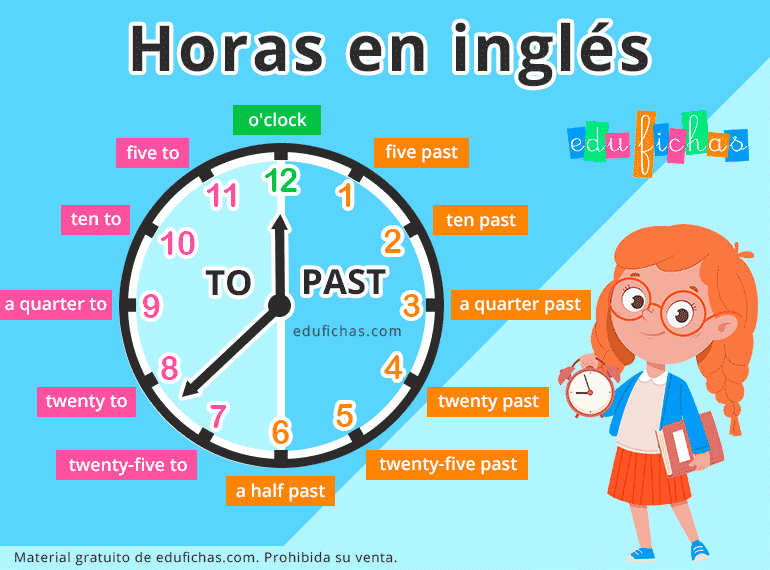 Horas en inglés
edufichas
o'clock
five to
five past
ten to
ten past
a quarter to
a quarter past
twenty to
twenty past
twenty-five to
twenty-five past
a half past
12
11
1
10
2
TO
PAST
9
3
edufichas.com
8
4
7
5
6
Material gratuito de edufichas.com. Prohibida su venta.